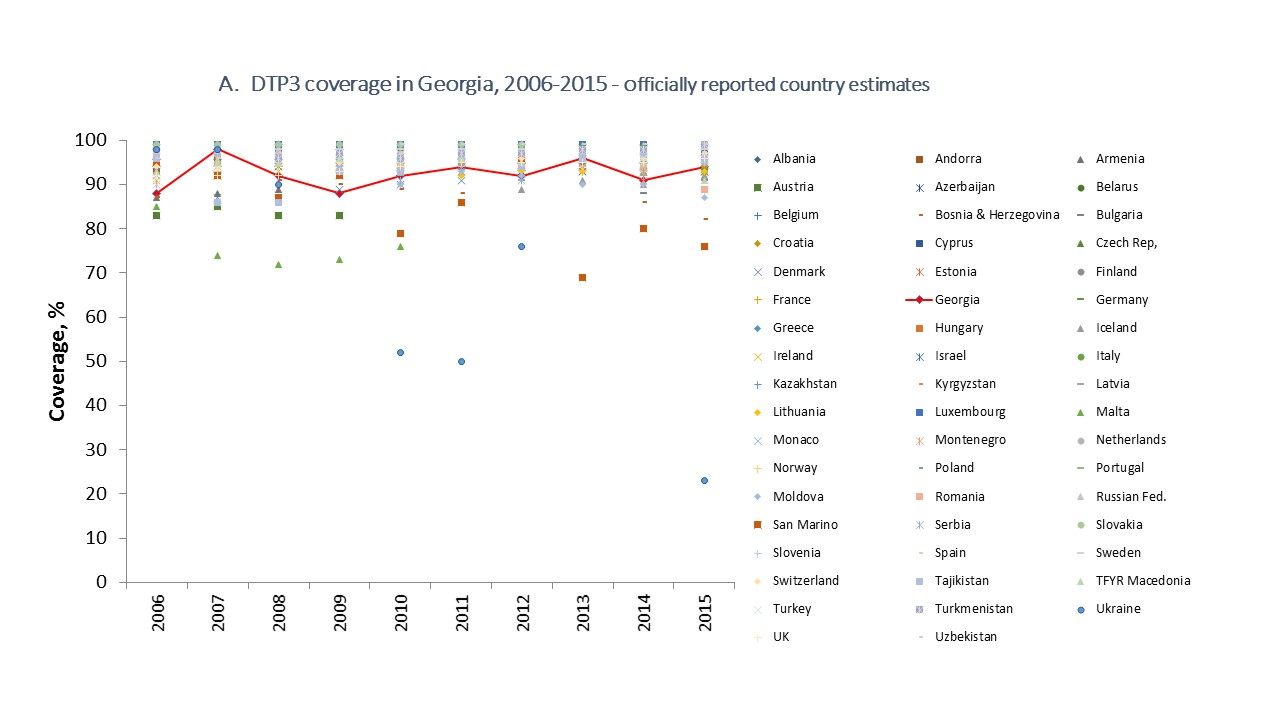 A. DTP3 coverage in Georgia, 2006-2015 - officially reported country estimates
100
90
80
70
60
50
40
30
20
10
0
Coverage, %
2006 2007 2008 2009 2010 2011 2012 2013 2014 2015
Albania Andorra Armenia
Austria Azerbaijan Belarus
Belgium Bosnia & Herzegovina Bulgaria
Croatia Cyprus Czech Rep,
Denmark Estonia Finland
France Georgia Germany
Greece Hungary Iceland
Ireland Israel Italy
Kazakhstan Kyrgyzstan Latvia
Lithuania Luxembourg Malta
Monaco Montenegro Netherlands
Norway Poland Portugal
Moldova Romania Russian Fed.
San Marino Serbia Slovakia
Slovenia Spain Sweden
Switzerland Tajikistan TFYR Macedonia
Turkey Turkmenistan Ukraine
UK Uzbekistan